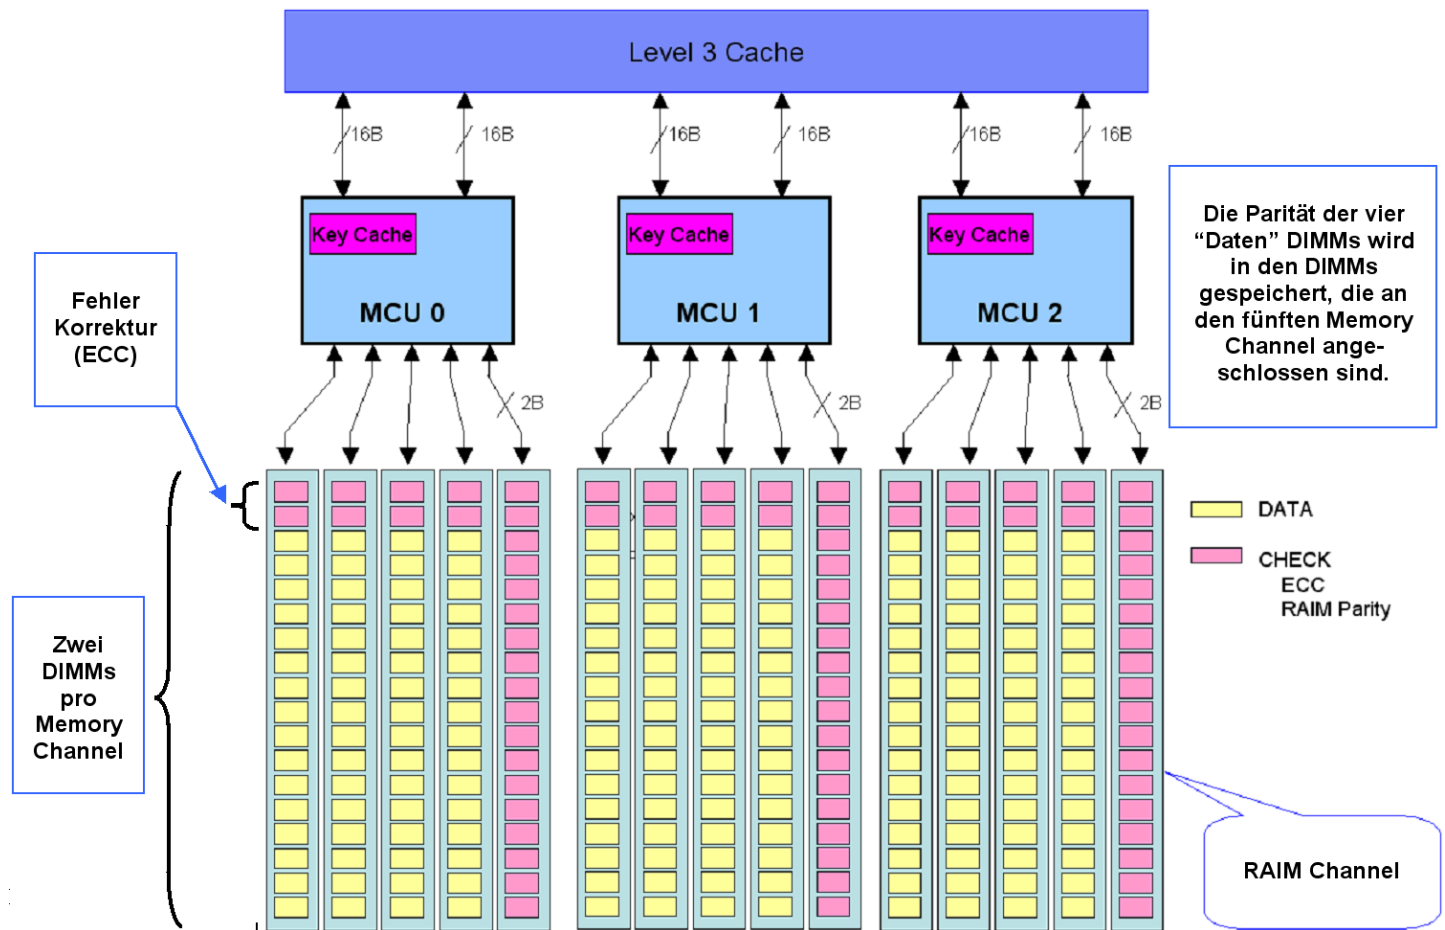 Level 3 Cache
16B
16B
16B
16B
16B
16B
Key Cache
MCU 0
Key Cache
MCU 1
Key Cache
MCU 2
Die Parität der vier
“Daten” DIMMs wird
in den DIMMs
gespeichert, die an
den fünften Memory
Channel ange-
schlossen sind.
Fehler
Korrektur
(ECC)
2B
2B
2B
DATA
CHECK
ECC
RAIM Parity
Zwei
DIMMs
pro
Memory
Channel
RAIM Channel